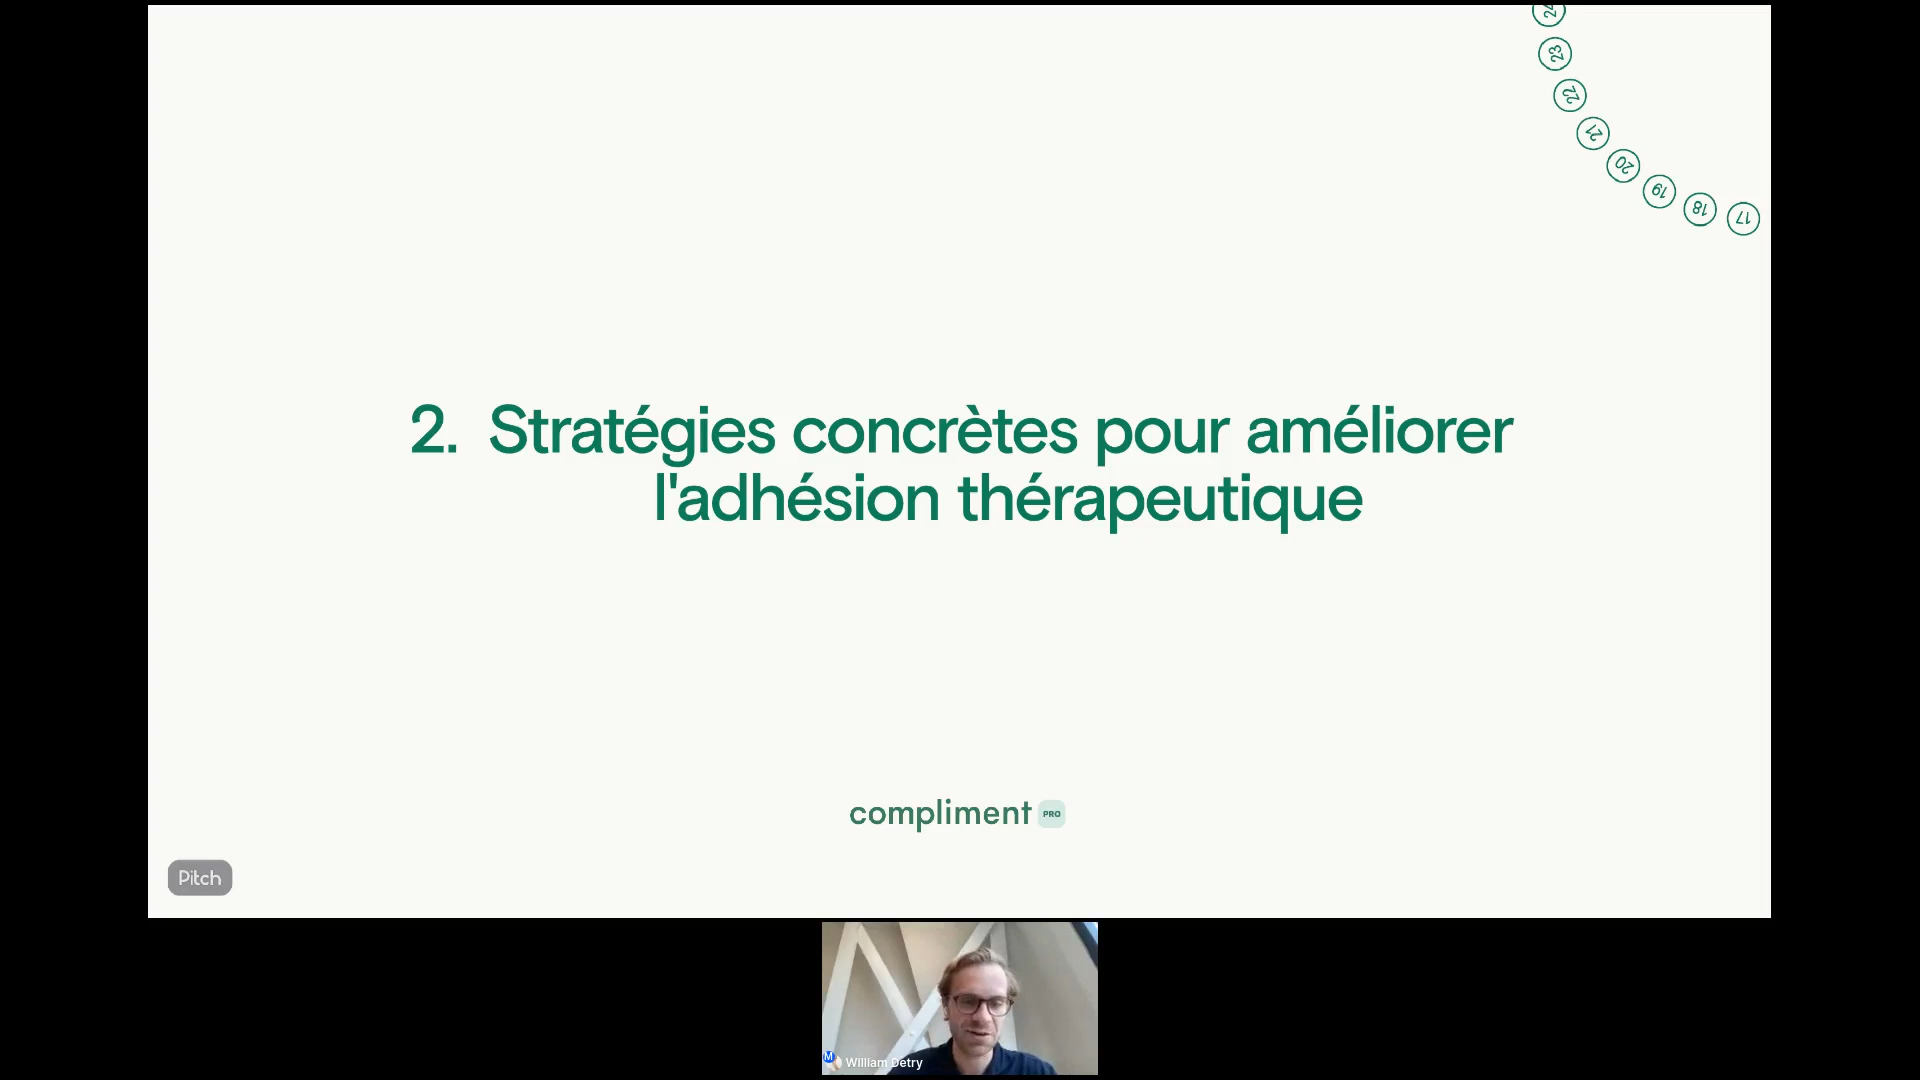 24
23
22
21
20
19
18
17
2. Stratégies concrètes pour améliorer
l'adhésion thérapeutique
compliment PRO
Pitch
M
William Detry